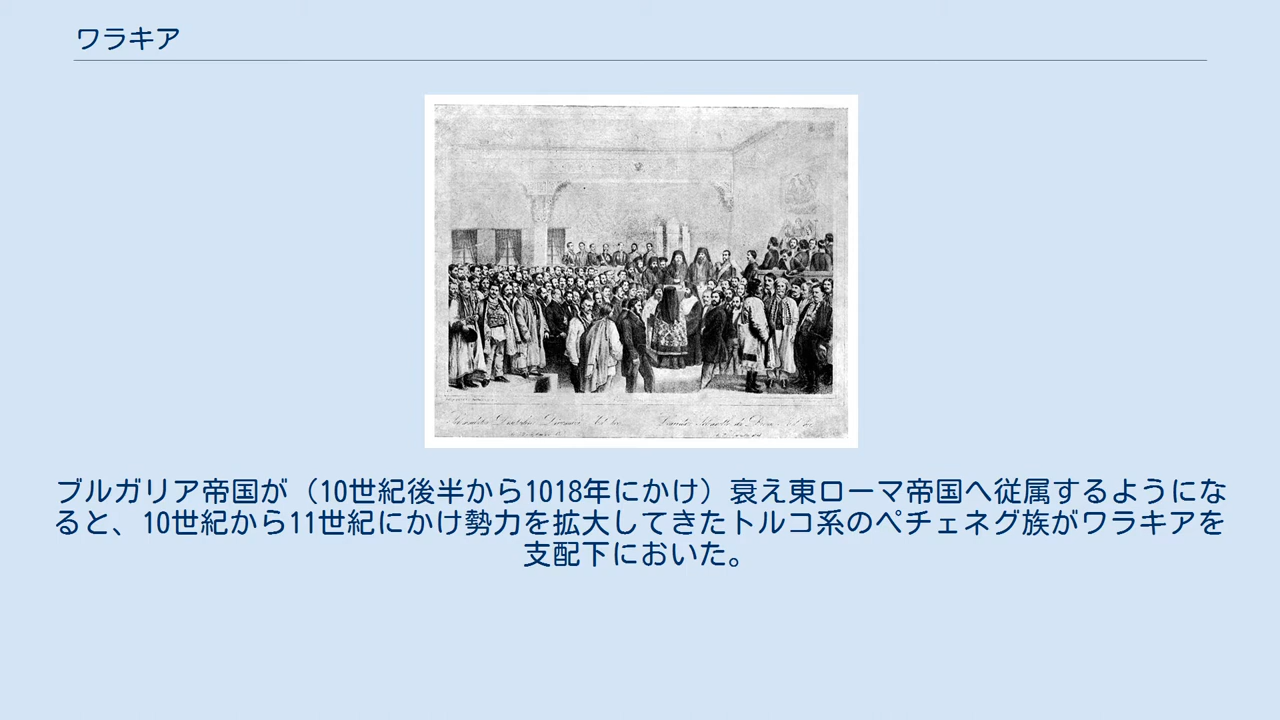 ワラキア
ブルガリア帝国が（10世紀後半から1018年にかけ）衰え東ローマ帝国へ従属するようにな
ると、10世紀から11世紀にかけ勢力を拡大してきたトルコ系のペチェネグ族がワラキアを
支配下においた。